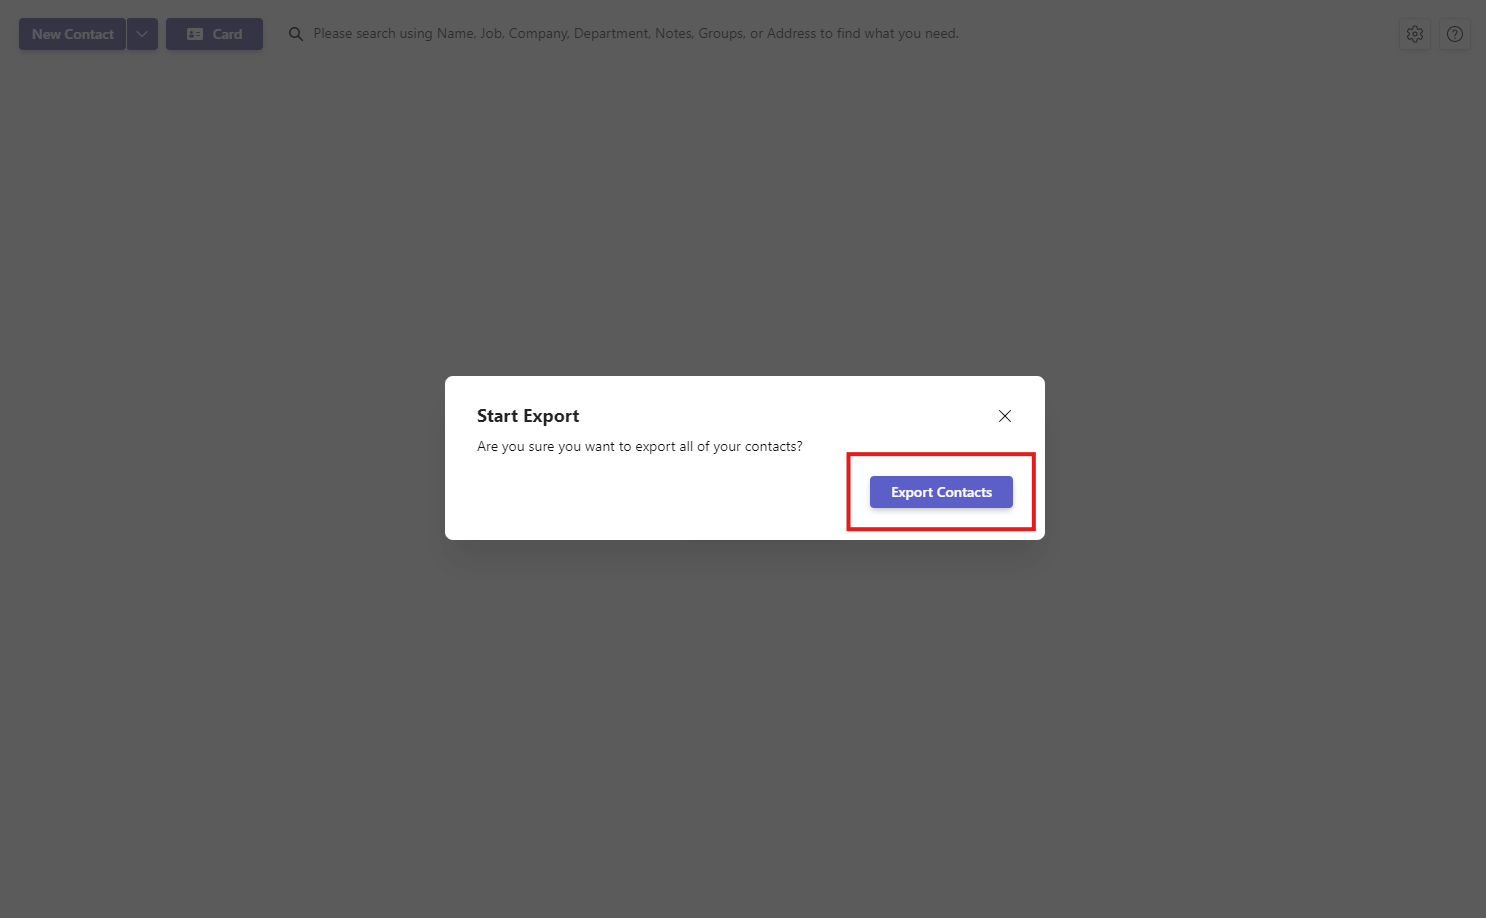 New Contact
Card
Please search using Name, Job, Company, Department, Notes, Groups, or Address to find what you need.
Start Export
Are you sure you want to export all of your contacts?
Export Contacts